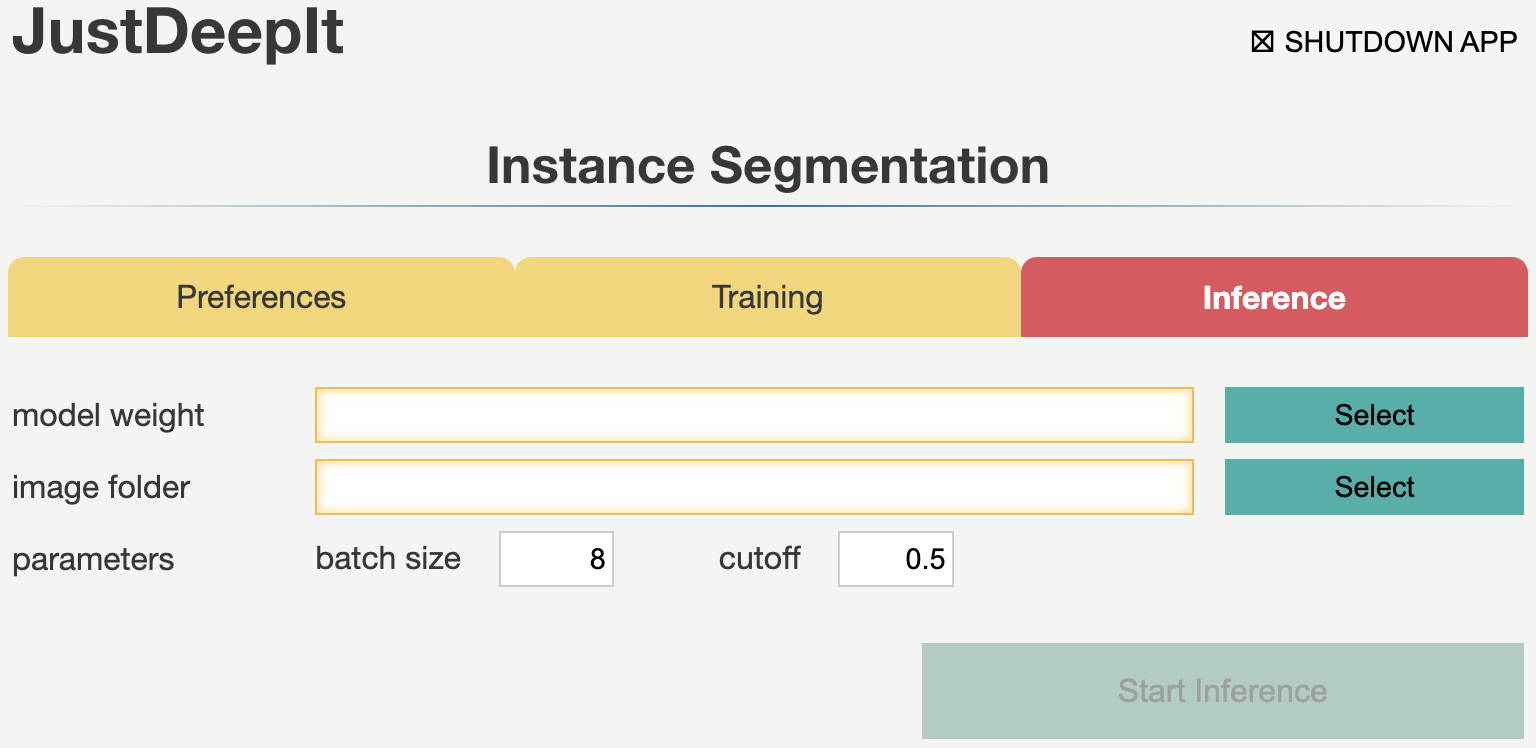 JustDeepIt
☒ SHUTDOWN APP
Instance Segmentation
Preferences Training Inference
model weight Select
image folder Select
parameters batch size 8 cutoff 0.5
Start Inference